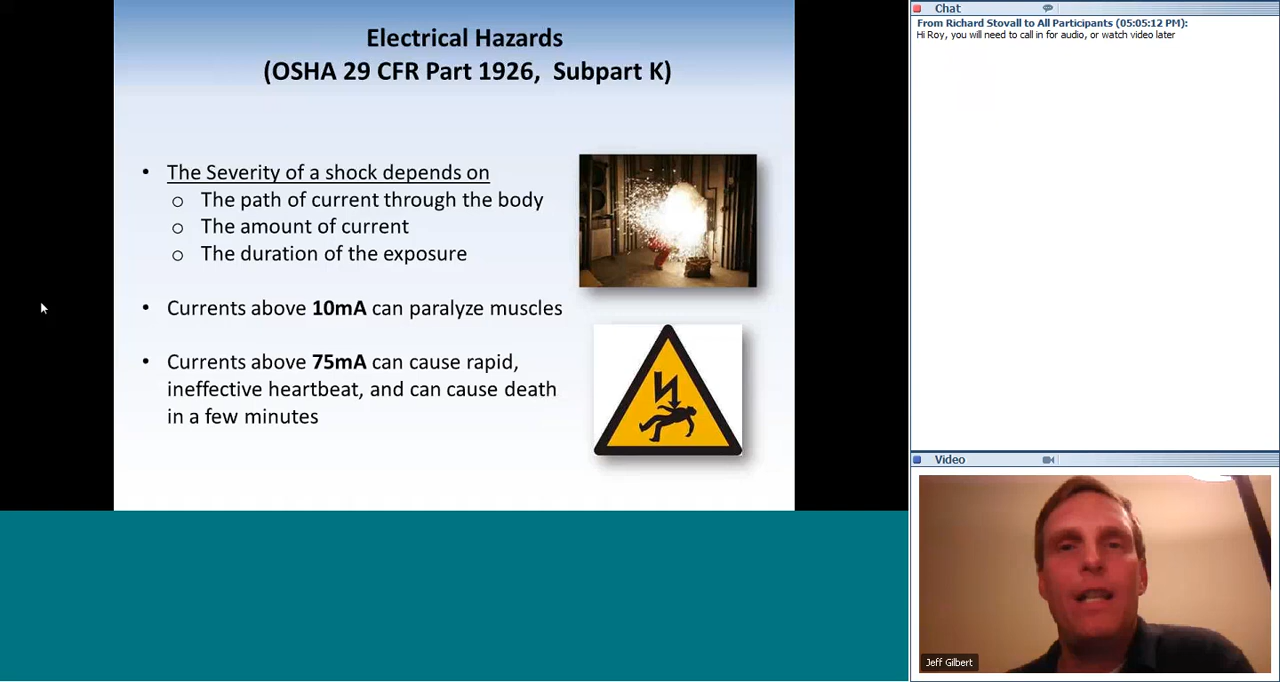 Electrical Hazards
(OSHA 29 CFR Part 1926,  Subpart K)
• The Severity of a shock depends on
o The path of current through the body
o The amount of current
o The duration of the exposure
• Currents above 10mA can paralyze muscles
• Currents above 75mA can cause rapid,
ineffective heartbeat, and can cause death
in a few minutes
Chat
From Richard Stovall to All Participants (05:05:12 PM):
Hi Roy, you will need to call in for audio, or watch video later
Video
Jeff Gilbert